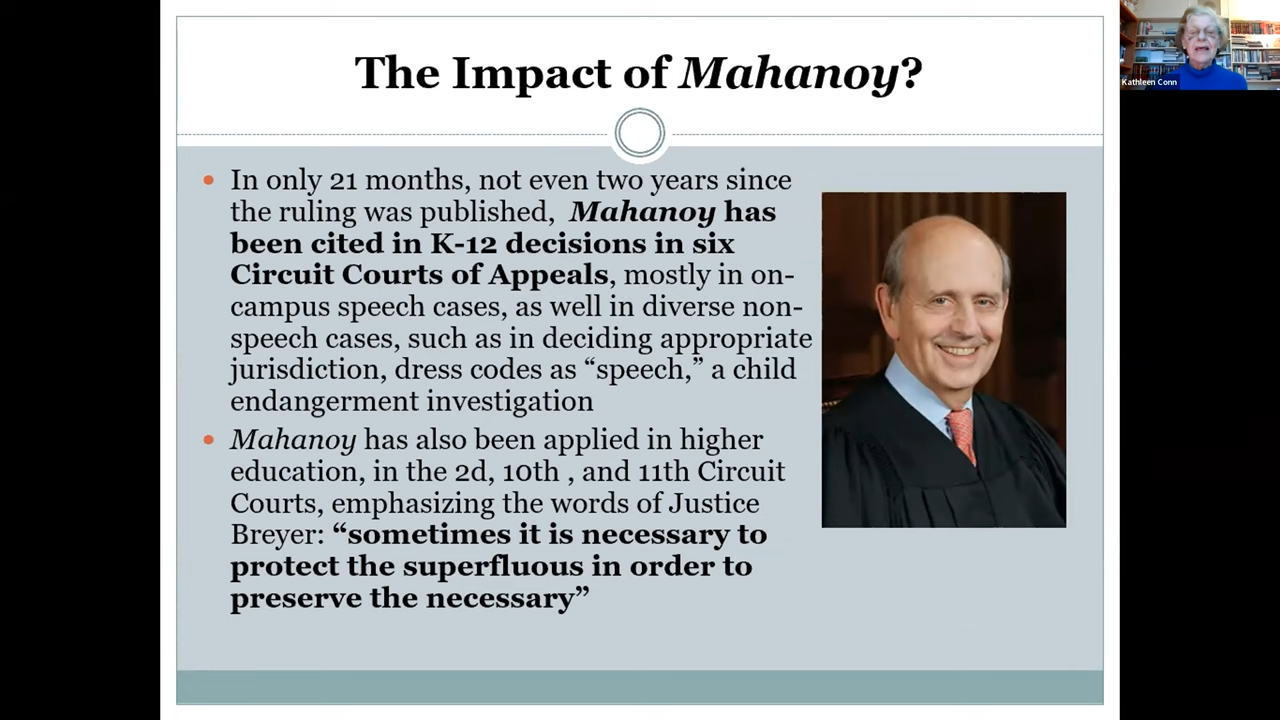 The Impact of Mahanoy?
Kathleen Conn
• In only 21 months, not even two years since
the ruling was published, Mahanoy has
been cited in K-12 decisions in six
Circuit Courts of Appeals, mostly in on-
campus speech cases, as well in diverse non-
speech cases, such as in deciding appropriate
jurisdiction, dress codes as “speech,” a child
endangerment investigation
• Mahanoy has also been applied in higher
education, in the 2d, 10th , and 11th Circuit
Courts, emphasizing the words of Justice
Breyer: “sometimes it is necessary to
protect the superfluous in order to
preserve the necessary”